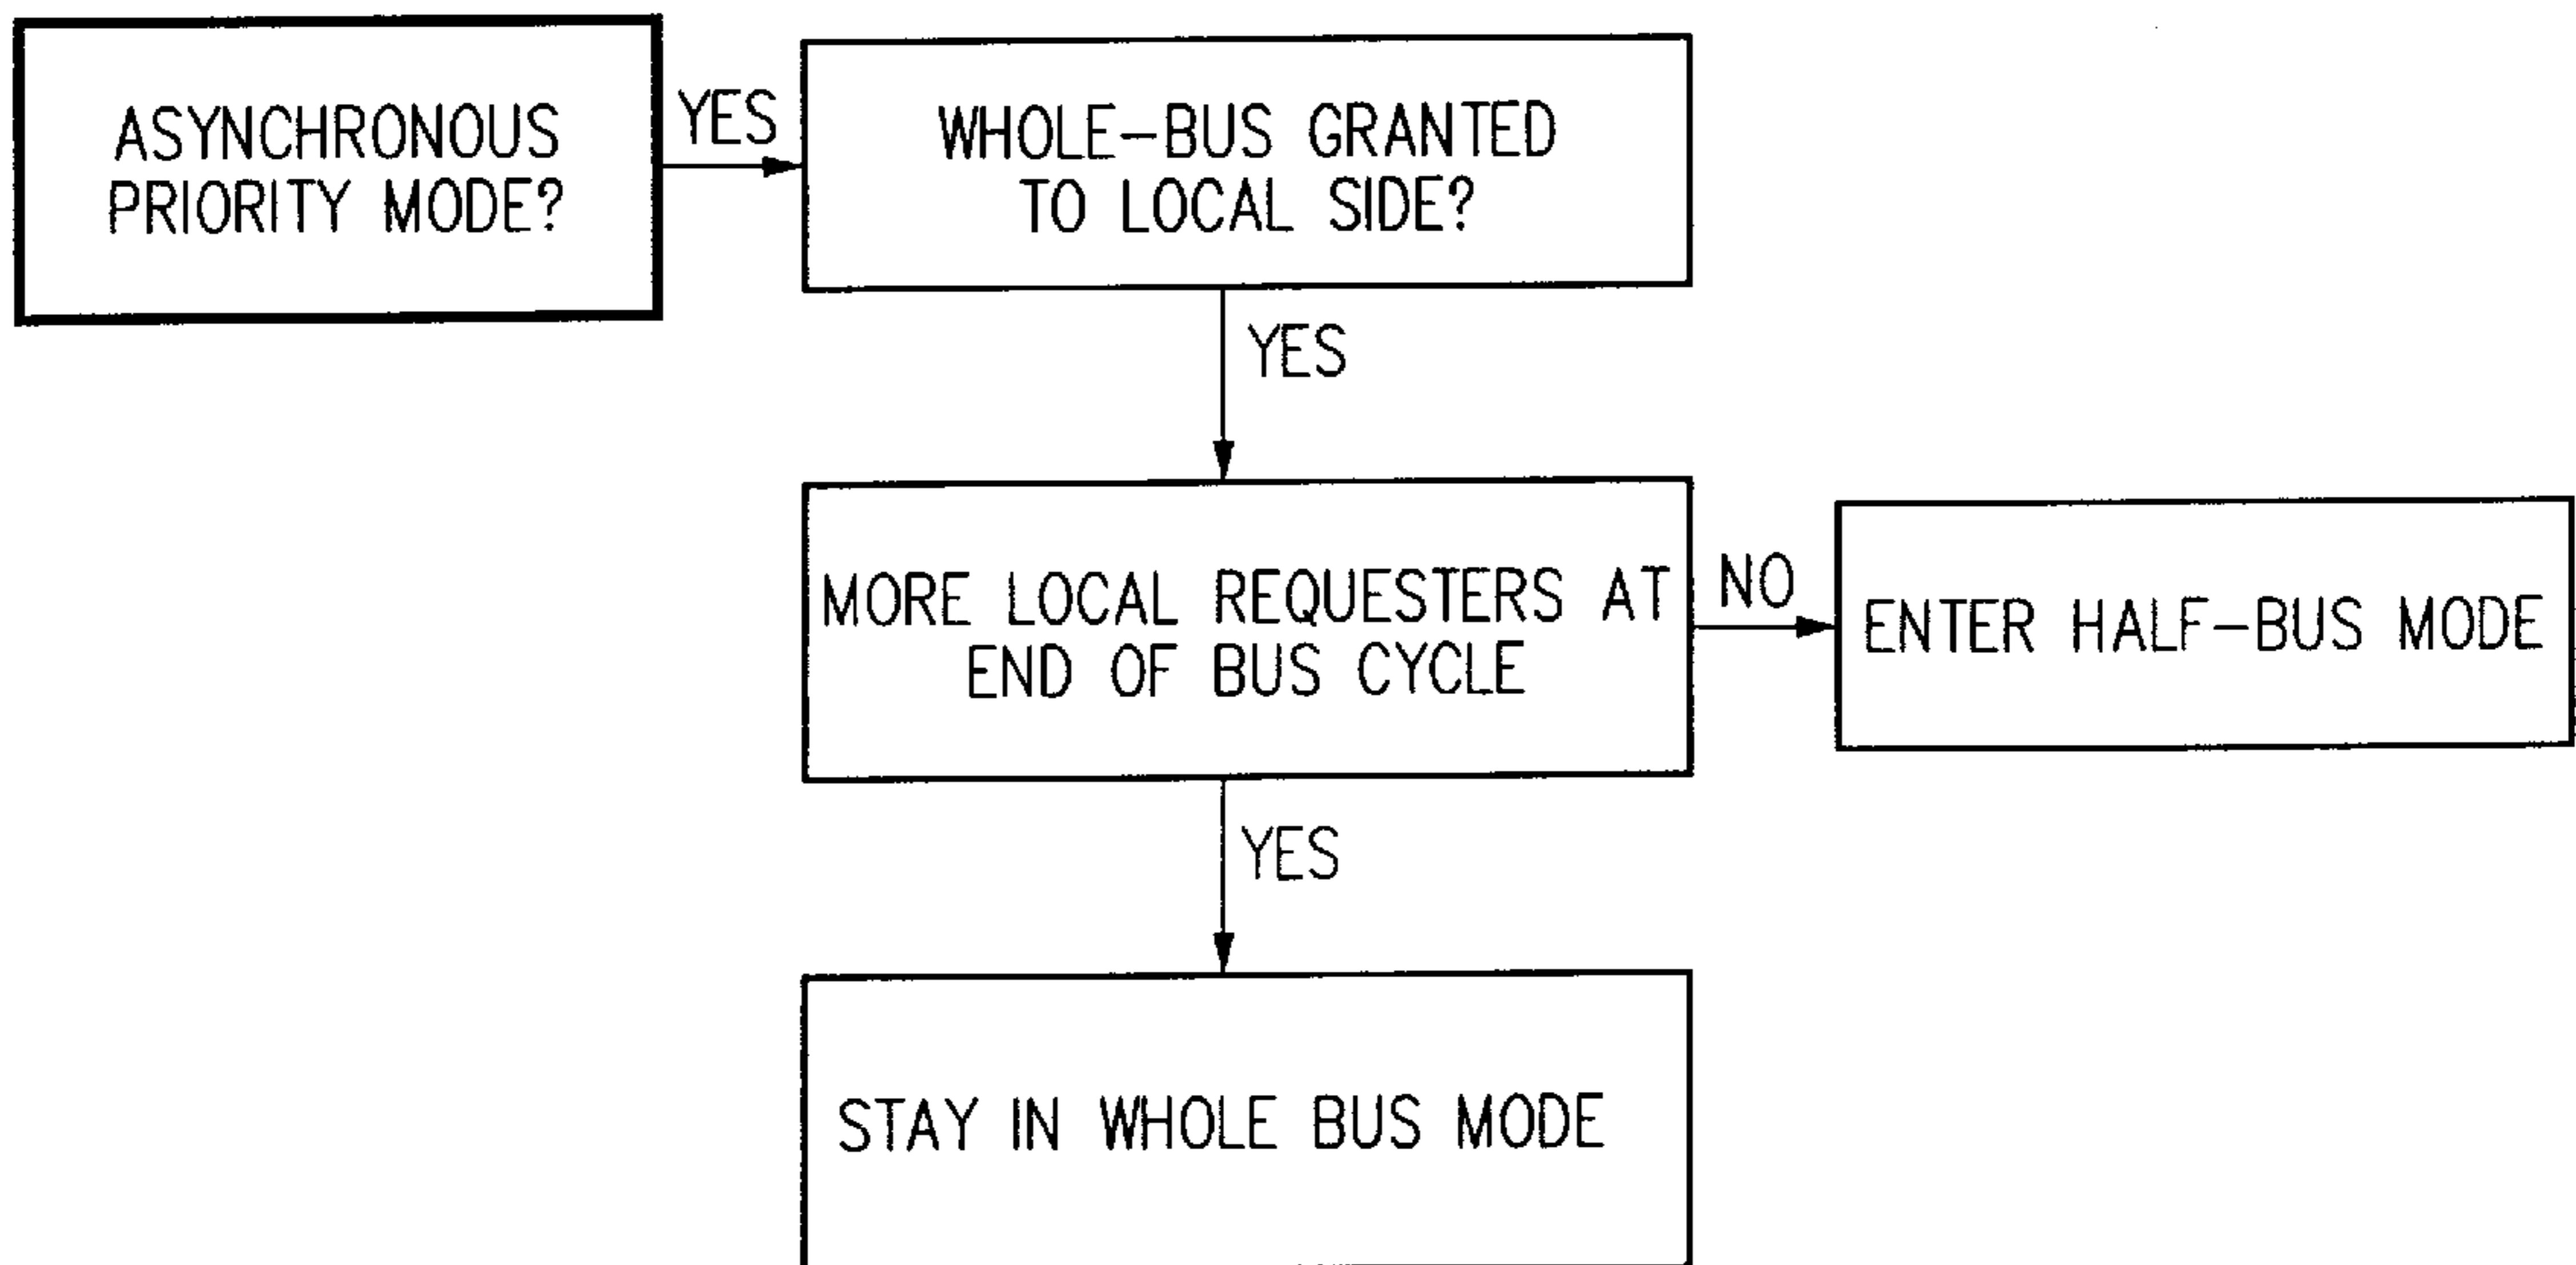 ASYNCHRONOUS
PRIORITY MODE?
YES
WHOLE-BUS GRANTED
TO LOCAL SIDE?
YES
MORE LOCAL REQUESTERS AT
END OF BUS CYCLE
NO
ENTER HALF-BUS MODE
YES
STAY IN WHOLE BUS MODE